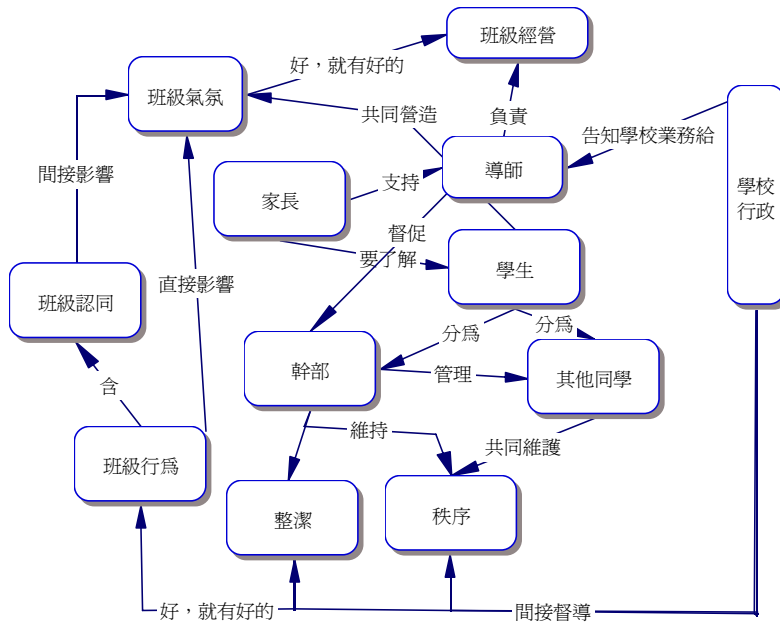 班級經營
好，就有好的
班級氣氛
共同營造
負責
告知學校業務給
導師
間接影響
支持
家長
學校
行政
督促
要了解
學生
直接影響
班級認同
分爲
分爲
幹部
管理
其他同學
含
維持
共同維護
班級行爲
整潔
秩序
好，就有好的
間接督導